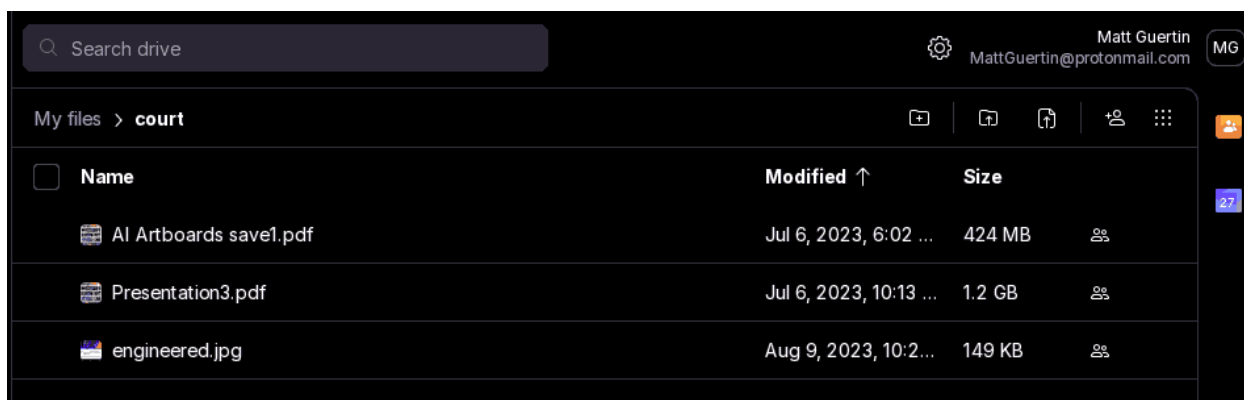 Search drive
Matt Guertin
MattGuertin@protonmail.com
MG
My files > court
Name Modified ↑ Size
27
AI Artboards save1.pdf Jul 6, 2023, 6:02 ... 424 MB
Presentation3.pdf Jul 6, 2023, 10:13 ... 1.2 GB
engineered.jpg Aug 9, 2023, 10:2... 149 KB